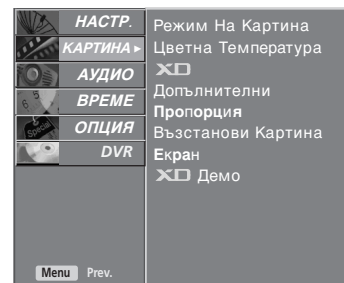 НАСТР.
КАРТИНА
АУДИО
ВРЕМЕ
ОПЦИЯ
DVR
Menu Prev.
Режим На Картина
Цветна Температура
XD
Допълнителни
Пропорция
Възстанови Картина
Екран
XD Демо